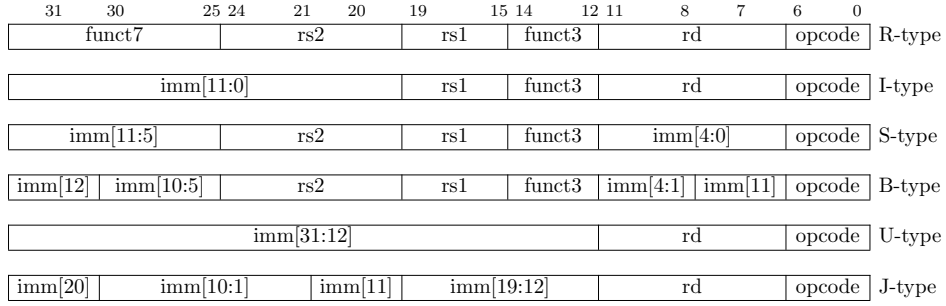 31 30 25 24 21 20 19 15 14 12 11 8 7 6 0
funct7 rs2 rs1 funct3 rd opcode R-type
imm[11:0] rs1 funct3 rd opcode I-type
imm[11:5] rs2 rs1 funct3 imm[4:0] opcode S-type
imm[12] imm[10:5] rs2 rs1 funct3 imm[4:1] imm[11] opcode B-type
imm[31:12] rd opcode U-type
imm[20] imm[10:1] imm[11] imm[19:12] rd opcode J-type